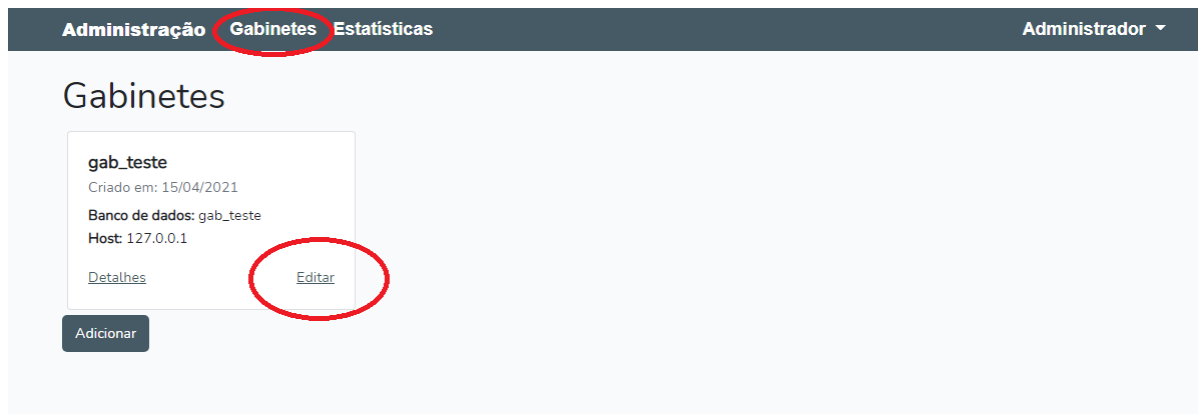 Administração Gabinetes Estatísticas Administrador
Gabinetes
gab_teste
Criado em: 15/04/2021
Banco de dados: gab_teste
Host: 127.0.0.1
Detalhes Editar
Adicionar